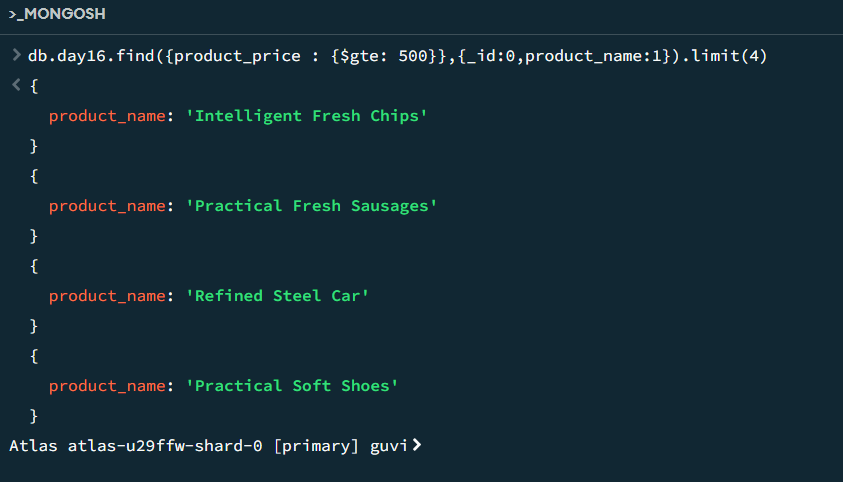 >_MONGOSH
> db.day16.find({product_price : {$gte: 500}},{_id:0,product_name:1}).limit(4)
< {
product_name: 'Intelligent Fresh Chips'
}
{
product_name: 'Practical Fresh Sausages'
}
{
product_name: 'Refined Steel Car'
}
{
product_name: 'Practical Soft Shoes'
}
Atlas atlas-u29ffw-shard-0 [primary] guvi>